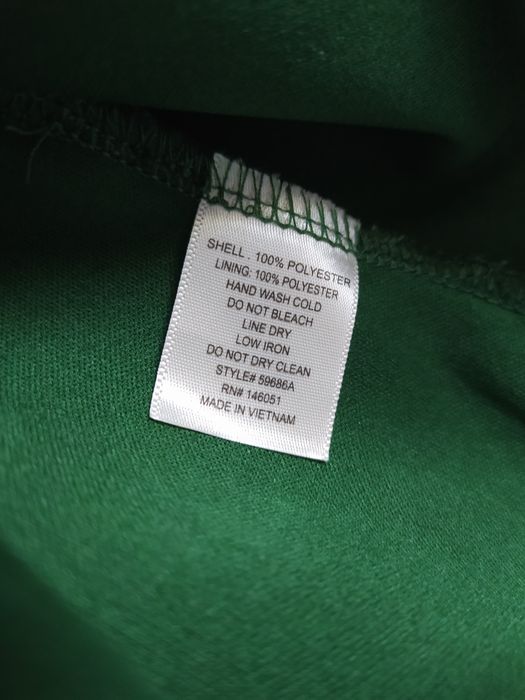 SHELL . 100% POLYESTER
LINING: 100% POLYESTER
HAND WASH COLD
DO NOT BLEACH
LINE DRY
LOW IRON
DO NOT DRY CLEAN
STYLE# 59686A
RN# 146051
MADE IN VIETNAM